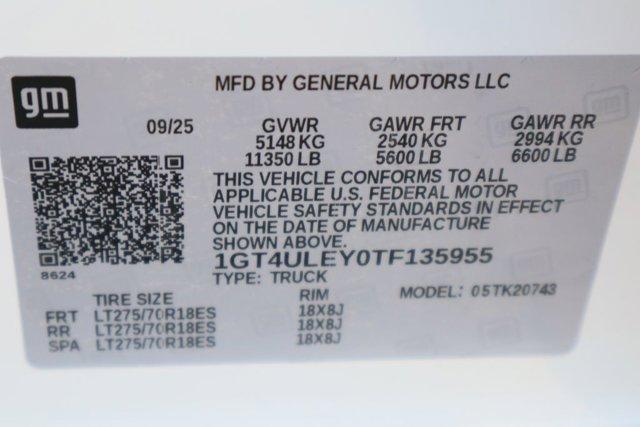 gm
MFD BY GENERAL MOTORS LLC
09/25 GVWR GAWR FRT GAWR RR
5148 KG 2540 KG 2994 KG
11350 LB 5600 LB 6600 LB
THIS VEHICLE CONFORMS TO ALL
APPLICABLE U.S. FEDERAL MOTOR
VEHICLE SAFETY STANDARDS IN EFFECT
ON THE DATE OF MANUFACTURE
SHOWN ABOVE.
1GT4ULEY0TF135955
8624
TYPE: TRUCK MODEL: 05TK20743
TIRE SIZE RIM
FRT LT275/70R18ES 18X8J
RR LT275/70R18ES 18X8J
SPA LT275/70R18ES 18X8J